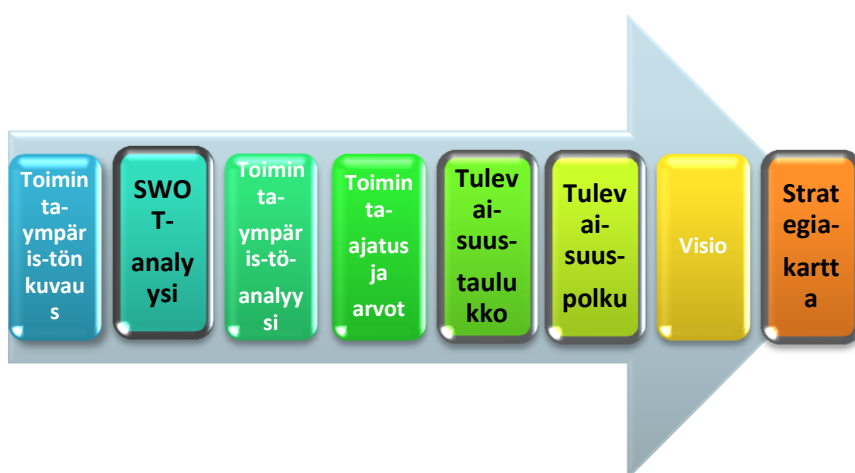 Toimin
ta-
ympär
is-tön
kuvau
s
SWO
T-
analy
ysi
Toimin
ta-
ympär
is-tö-
analyy
si
Toimin
ta-
ajatus
ja
arvot
Tulev
ai-
suus-
taulu
kko
Tulev
ai-
suus-
polku
Visio
Strat
egia-
kartt
a